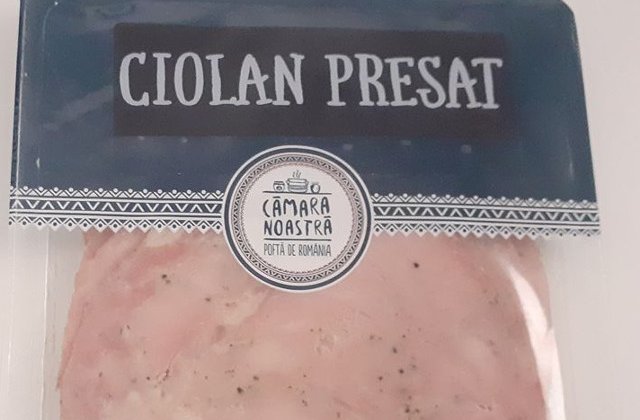 CIOLAN PRESAT
CĂMARA
NOASTRĂ
POFTĂ DE ROMÂNIA